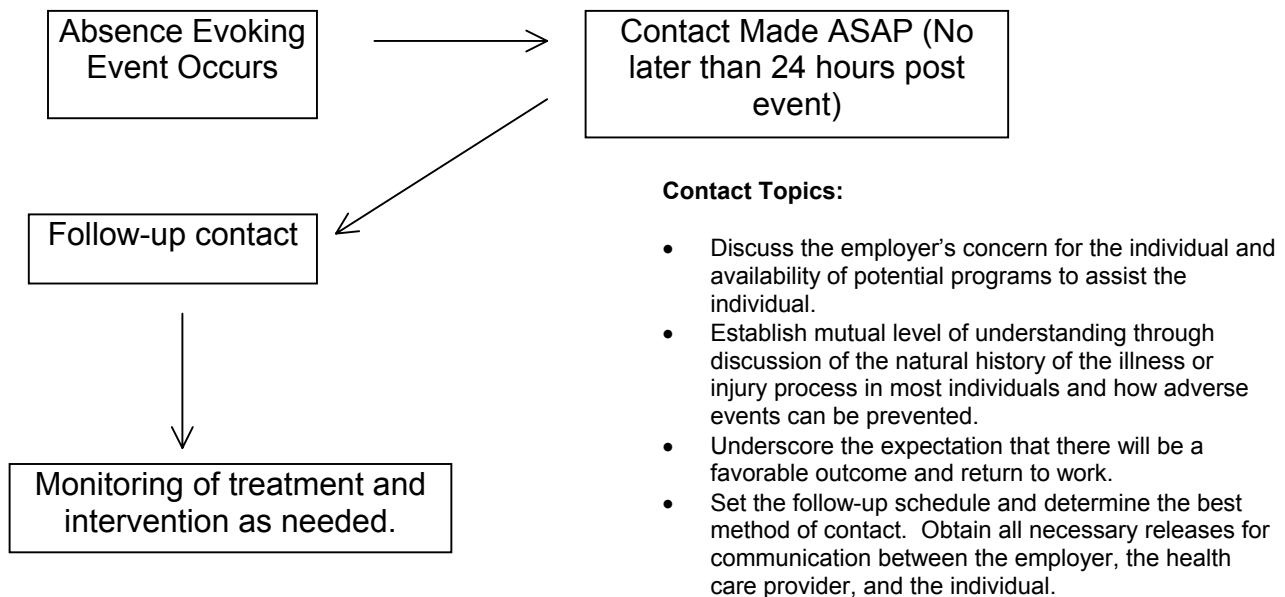 Absence Evoking
Event Occurs
Contact Made ASAP (No
later than 24 hours post
event)
Follow-up contact
Monitoring of treatment and
intervention as needed.
Contact Topics:
• Discuss the employer’s concern for the individual and
availability of potential programs to assist the
individual.
• Establish mutual level of understanding through
discussion of the natural history of the illness or
injury process in most individuals and how adverse
events can be prevented.
• Underscore the expectation that there will be a
favorable outcome and return to work.
• Set the follow-up schedule and determine the best
method of contact.  Obtain all necessary releases for
communication between the employer, the health
care provider, and the individual.